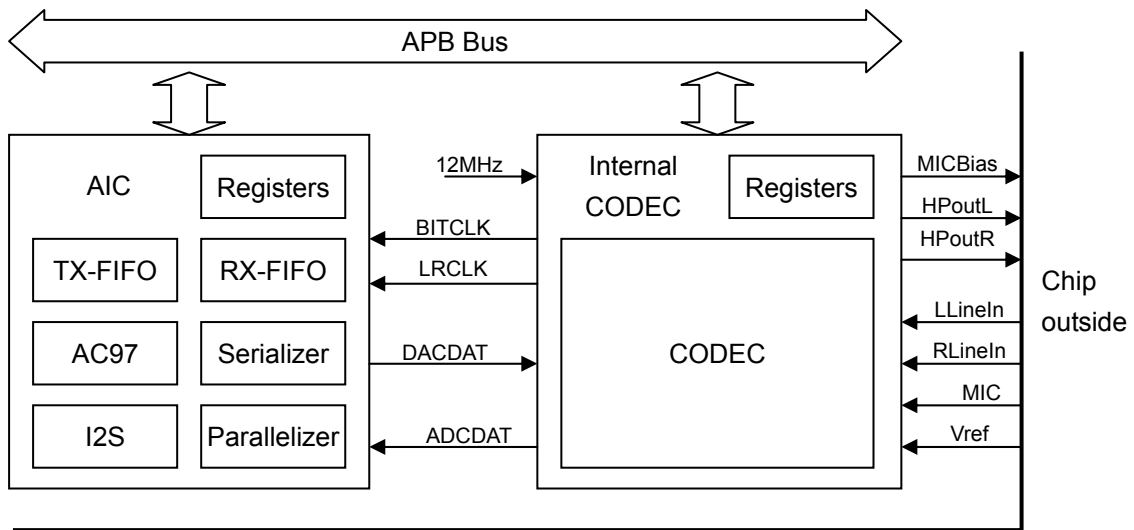 APB Bus
AIC
Registers
TX-FIFO
RX-FIFO
AC97
Serializer
I2S
Parallelizer
12MHz
BITCLK
LRCLK
DACDAT
ADCDAT
Internal
CODEC
Registers
CODEC
MICBias
HPoutL
HPoutR
LLineIn
RLineIn
MIC
Vref
Chip
outside